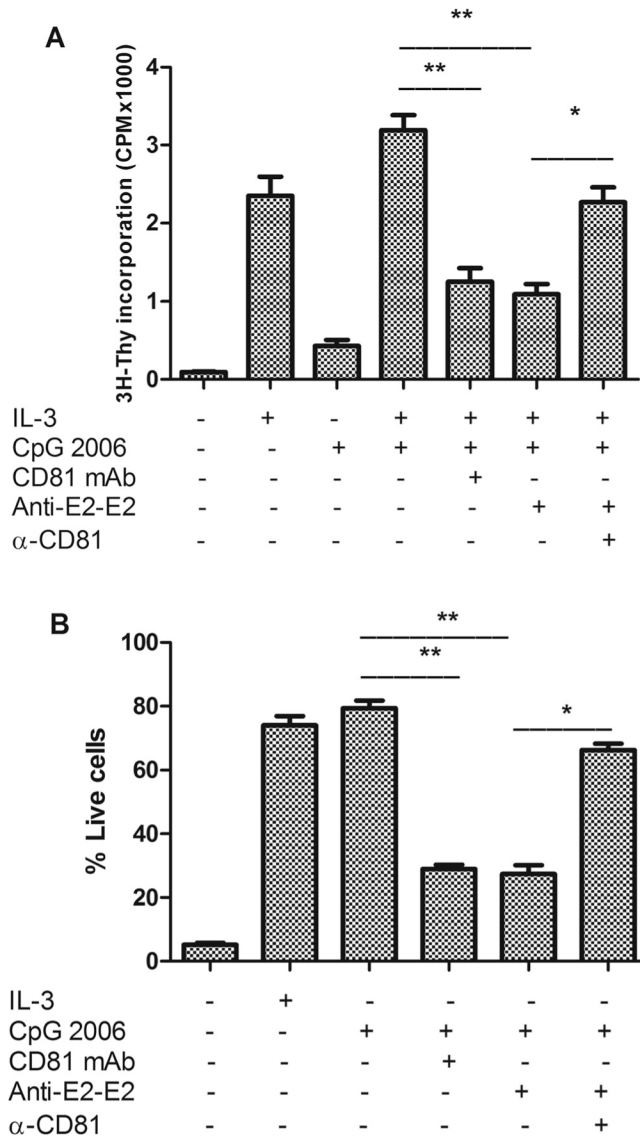 A
**
**
*
3H-Thy incorporation (CPMx1000)
4
3
2
1
0
IL-3 - + - + + + +
CpG 2006 - - + + + + +
CD81 mAb - - - - + - -
Anti-E2-E2 - - - - - + +
α-CD81 - - - - - - +
B
**
**
*
% Live cells
100
80
60
40
20
0
IL-3 - + - - - -
CpG 2006 - - + + + +
CD81 mAb - - - + - -
Anti-E2-E2 - - - - + +
α-CD81 - - - - - +